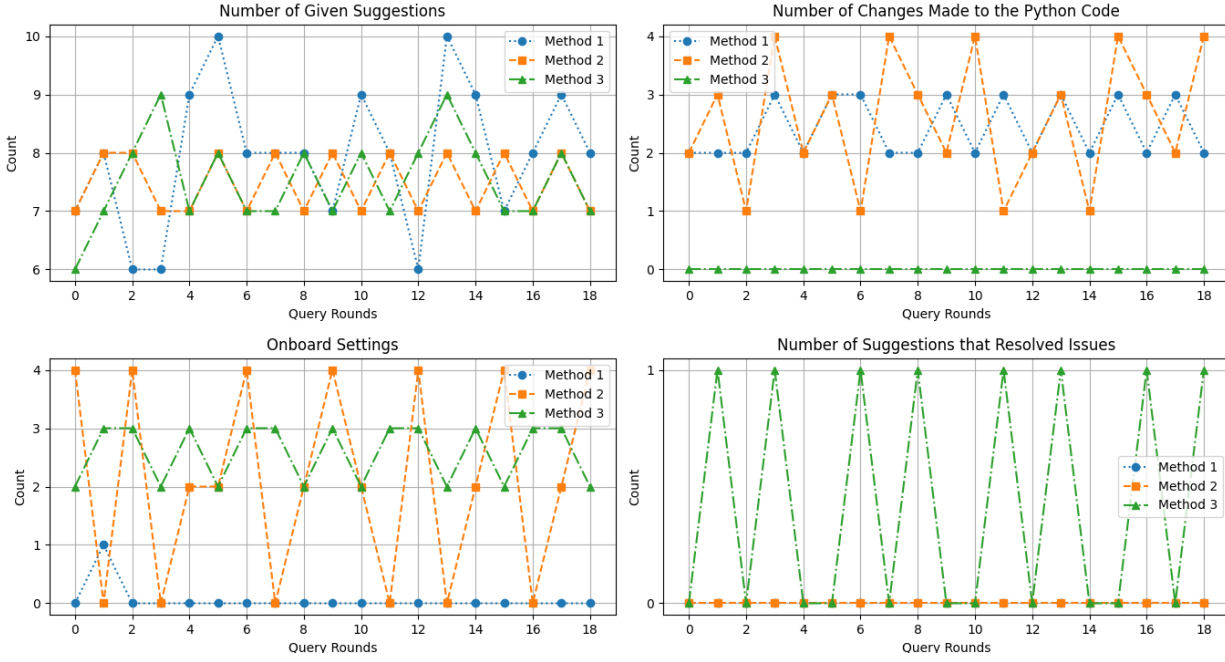 Number of Given Suggestions
10
9
8
7
6
Count
0 2 4 6 8 10 12 14 16 18
Query Rounds
Method 1
Method 2
Method 3
Number of Changes Made to the Python Code
4
3
2
1
0
Count
0 2 4 6 8 10 12 14 16 18
Query Rounds
Method 1
Method 2
Method 3
Onboard Settings
4
3
2
1
0
Count
0 2 4 6 8 10 12 14 16 18
Query Rounds
Method 1
Method 2
Method 3
Number of Suggestions that Resolved Issues
1
0
Count
0 2 4 6 8 10 12 14 16 18
Query Rounds
Method 1
Method 2
Method 3